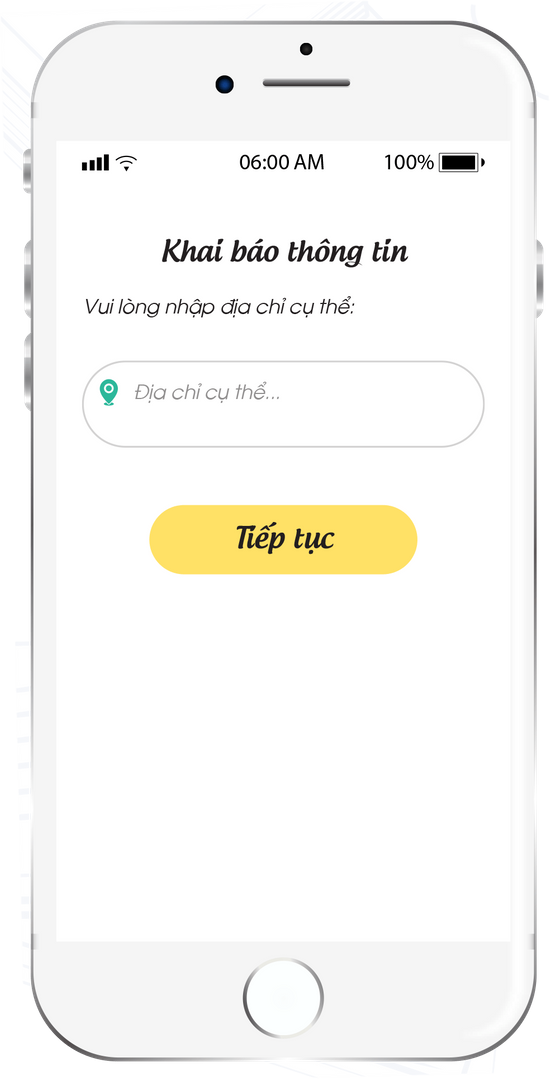 06:00 AM 100%
Khai báo thông tin
Vui lòng nhập địa chỉ cụ thể:
Địa chỉ cụ thể...
Tiếp tục